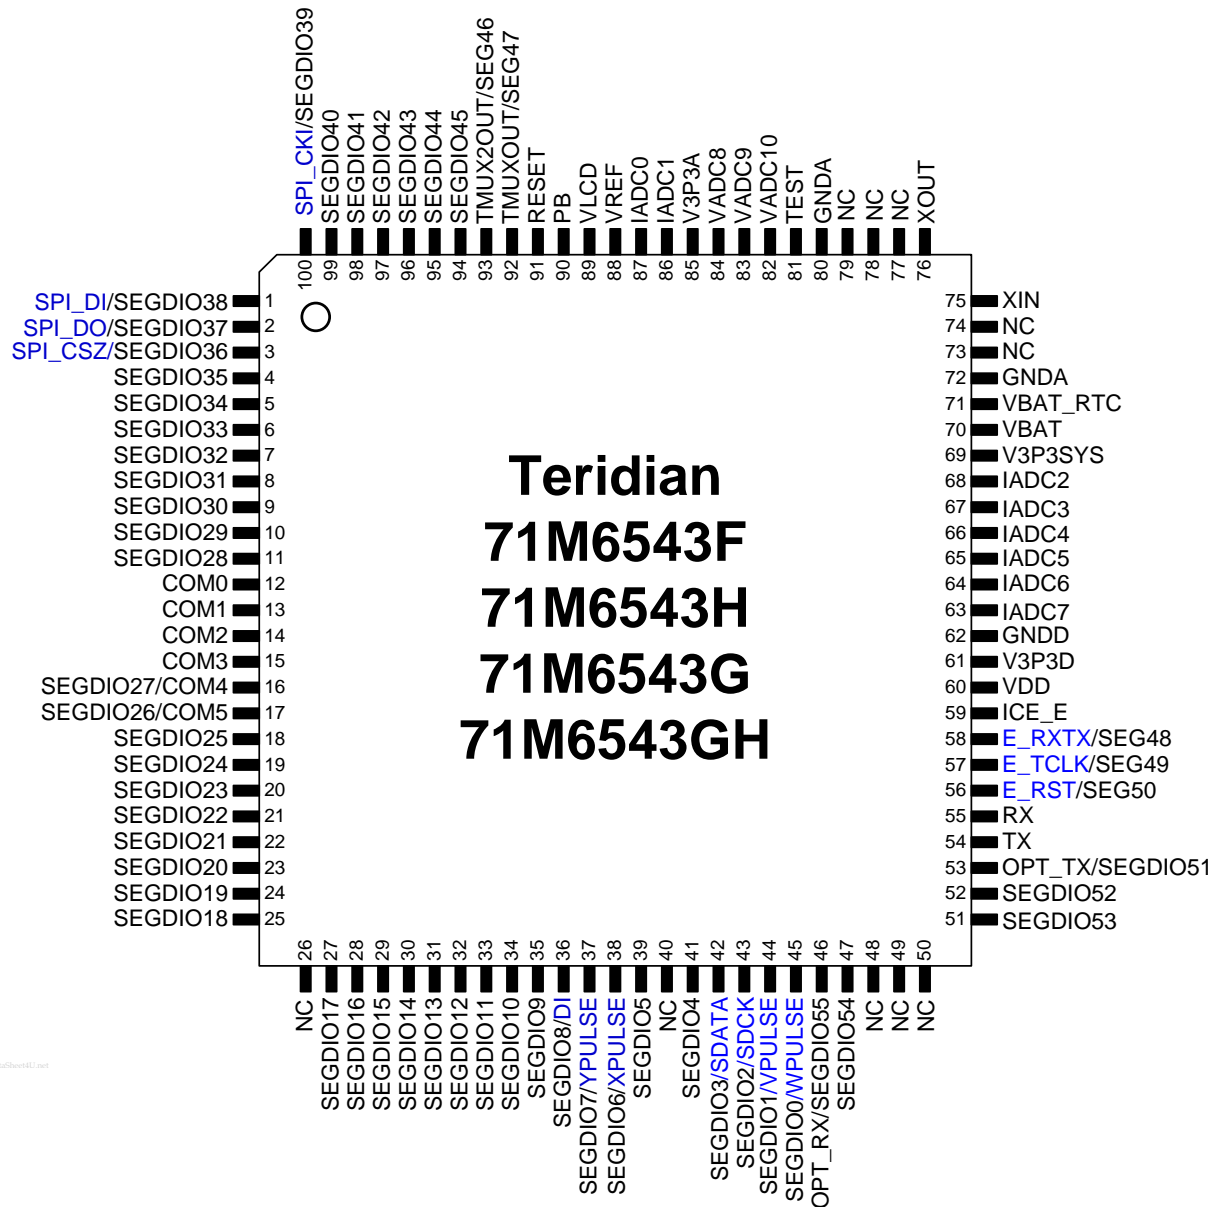 SPI_CKI/SEGDIO39
SEGDIO40
SEGDIO41
SEGDIO42
SEGDIO43
SEGDIO44
SEGDIO45
TMUX2OUT/SEG46
TMUXOUT/SEG47
RESET
PB
VLCD
VREF
IADC0
IADC1
V3P3A
VADC8
VADC9
VADC10
TEST
GNDA
NC
NC
NC
XOUT
100
99
98
97
96
95
94
93
92
91
90
89
88
87
86
85
84
83
82
81
80
79
78
77
76
SPI_DI/SEGDIO38 1
SPI_DO/SEGDIO37 2
SPI_CSZ/SEGDIO36 3
SEGDIO35 4
SEGDIO34 5
SEGDIO33 6
SEGDIO32 7
SEGDIO31 8
SEGDIO30 9
SEGDIO29 10
SEGDIO28 11
COM0 12
COM1 13
COM2 14
COM3 15
SEGDIO27/COM4 16
SEGDIO26/COM5 17
SEGDIO25 18
SEGDIO24 19
SEGDIO23 20
SEGDIO22 21
SEGDIO21 22
SEGDIO20 23
SEGDIO19 24
SEGDIO18 25
Teridian
71M6543F
71M6543H
71M6543G
71M6543GH
75 XIN
74 NC
73 NC
72 GNDA
71 VBAT_RTC
70 VBAT
69 V3P3SYS
68 IADC2
67 IADC3
66 IADC4
65 IADC5
64 IADC6
63 IADC7
62 GNDD
61 V3P3D
60 VDD
59 ICE_E
58 E_RXTX/SEG48
57 E_TCLK/SEG49
56 E_RST/SEG50
55 RX
54 TX
53 OPT_TX/SEGDIO51
52 SEGDIO52
51 SEGDIO53
26
27
28
29
30
31
32
33
34
35
36
37
38
39
40
41
42
43
44
45
46
47
48
49
50
NC
SEGDIO17
SEGDIO16
SEGDIO15
SEGDIO14
SEGDIO13
SEGDIO12
SEGDIO11
SEGDIO10
SEGDIO9
SEGDIO8/DI
SEGDIO7/YPULSE
SEGDIO6/XPULSE
SEGDIO5
NC
SEGDIO4
SEGDIO3/SDATA
SEGDIO2/SDCK
SEGDIO1/VPULSE
SEGDIO0/WPULSE
OPT_RX/SEGDIO55
SEGDIO54
NC
NC
NC